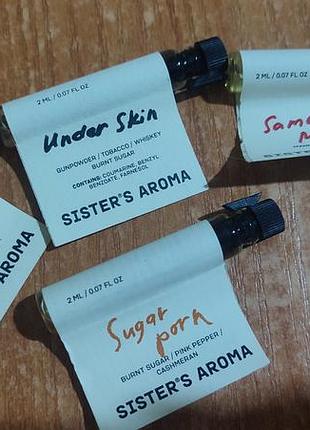 2 ML / 0.07 FL OZ
Under Skin
GUNPOWDER / TOBACCO / WHISKEY
BURNT SUGAR
CONTAINS: COUMARINE, BENZYL
BENZOATE, FARNESOL
SISTER'S AROMA
2 ML / 0.07 FL OZ
SISTER'S
AROMA
2 ML / 0.07 FL OZ
Sugar
porn
BURNT SUGAR / PINK PEPPER /
CASHMERAN
SISTER'S AROMA